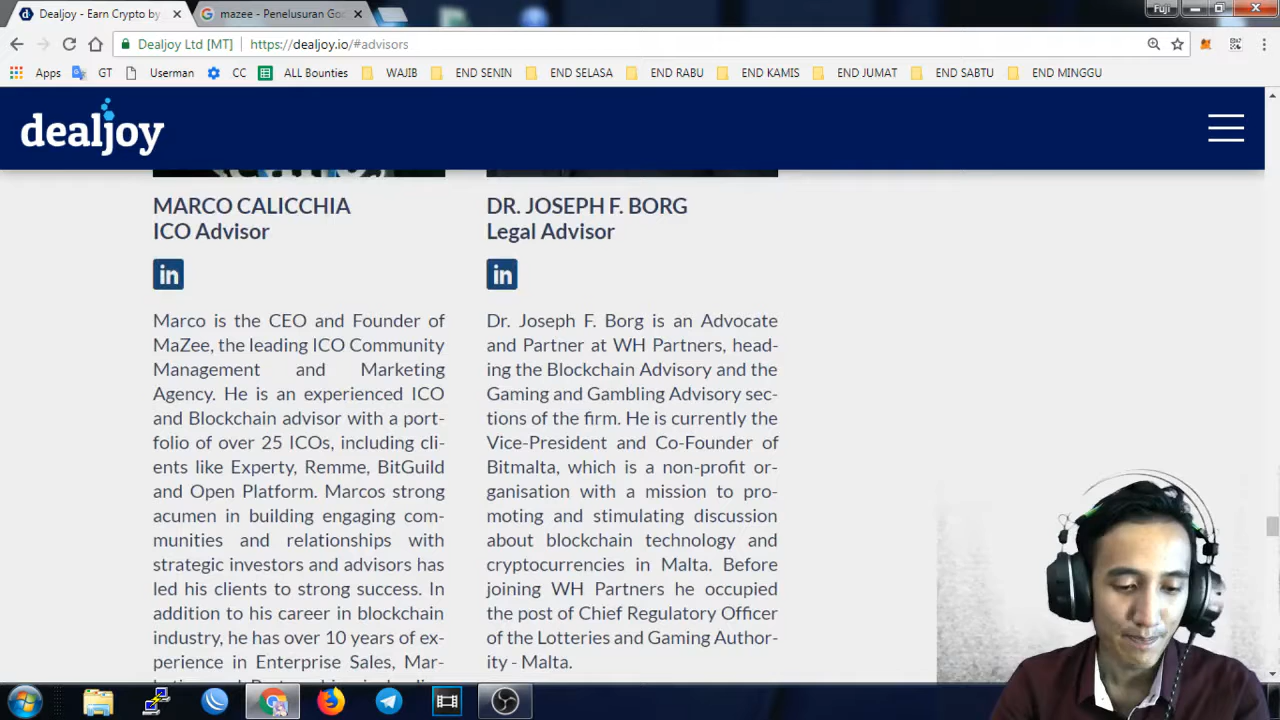 Dealjoy - Earn Crypto by
mazee - Penelusuran Goo
Fuji
Dealjoy Ltd [MT]
https://dealjoy.io/#advisors
Apps
GT
Userman
CC
ALL Bounties
WAJIB
END SENIN
END SELASA
END RABU
END KAMIS
END JUMAT
END SABTU
END MINGGU
dealjoy
MARCO CALICCHIA
ICO Advisor
in
Marco is the CEO and Founder of
MaZee, the leading ICO Community
Management and Marketing
Agency. He is an experienced ICO
and Blockchain advisor with a port-
folio of over 25 ICOs, including cli-
ents like Experty, Remme, BitGuild
and Open Platform. Marcos strong
acumen in building engaging com-
munities and relationships with
strategic investors and advisors has
led his clients to strong success. In
addition to his career in blockchain
industry, he has over 10 years of ex-
perience in Enterprise Sales, Mar-
DR. JOSEPH F. BORG
Legal Advisor
in
Dr. Joseph F. Borg is an Advocate
and Partner at WH Partners, head-
ing the Blockchain Advisory and the
Gaming and Gambling Advisory sec-
tions of the firm. He is currently the
Vice-President and Co-Founder of
Bitmalta, which is a non-profit or-
ganisation with a mission to pro-
moting and stimulating discussion
about blockchain technology and
cryptocurrencies in Malta. Before
joining WH Partners he occupied
the post of Chief Regulatory Officer
of the Lotteries and Gaming Author-
ity - Malta.